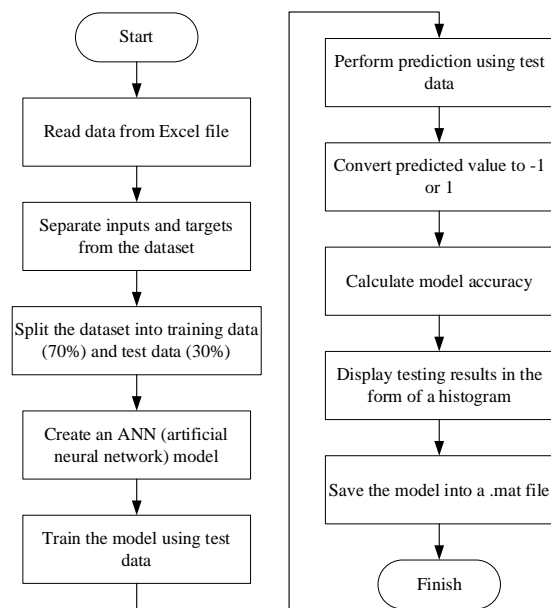 Start
Read data from Excel file
Separate inputs and targets
from the dataset
Split the dataset into training data
(70%) and test data (30%)
Create an ANN (artificial
neural network) model
Train the model using test
data
Perform prediction using test
data
Convert predicted value to -1
or 1
Calculate model accuracy
Display testing results in the
form of a histogram
Save the model into a .mat file
Finish